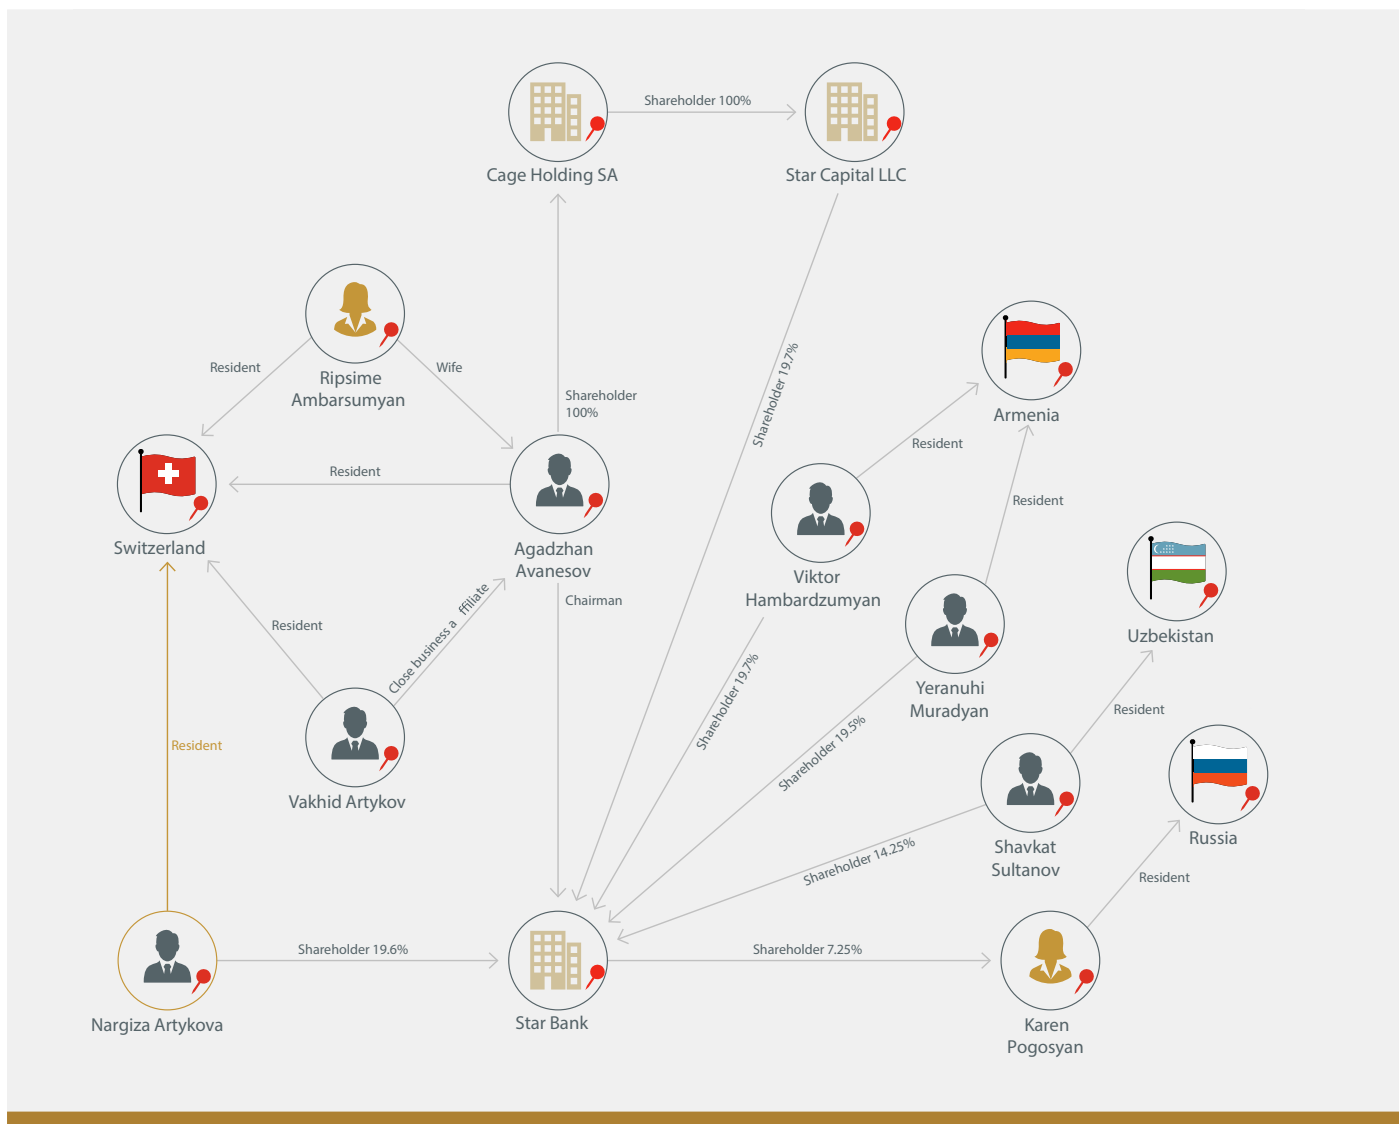 Shareholder 100%
Cage Holding SA
Star Capital LLC
Resident
Wife
Ripsime
Ambarsumyan
Shareholder
100%
Shareholder 19.7%
Armenia
Resident
Resident
Switzerland
Agadzhan
Avanesov
Resident
Viktor
Hambardzumyan
Chairman
Close business a ffiliate
Resident
Uzbekistan
Yeranuhi
Muradyan
Shareholder 19.7%
Resident
Resident
Shareholder 19.5%
Vakhid Artykov
Shavkat
Sultanov
Russia
Shareholder 14.25%
Resident
Shareholder 19.6%
Shareholder 7.25%
Nargiza Artykova
Star Bank
Karen
Pogosyan